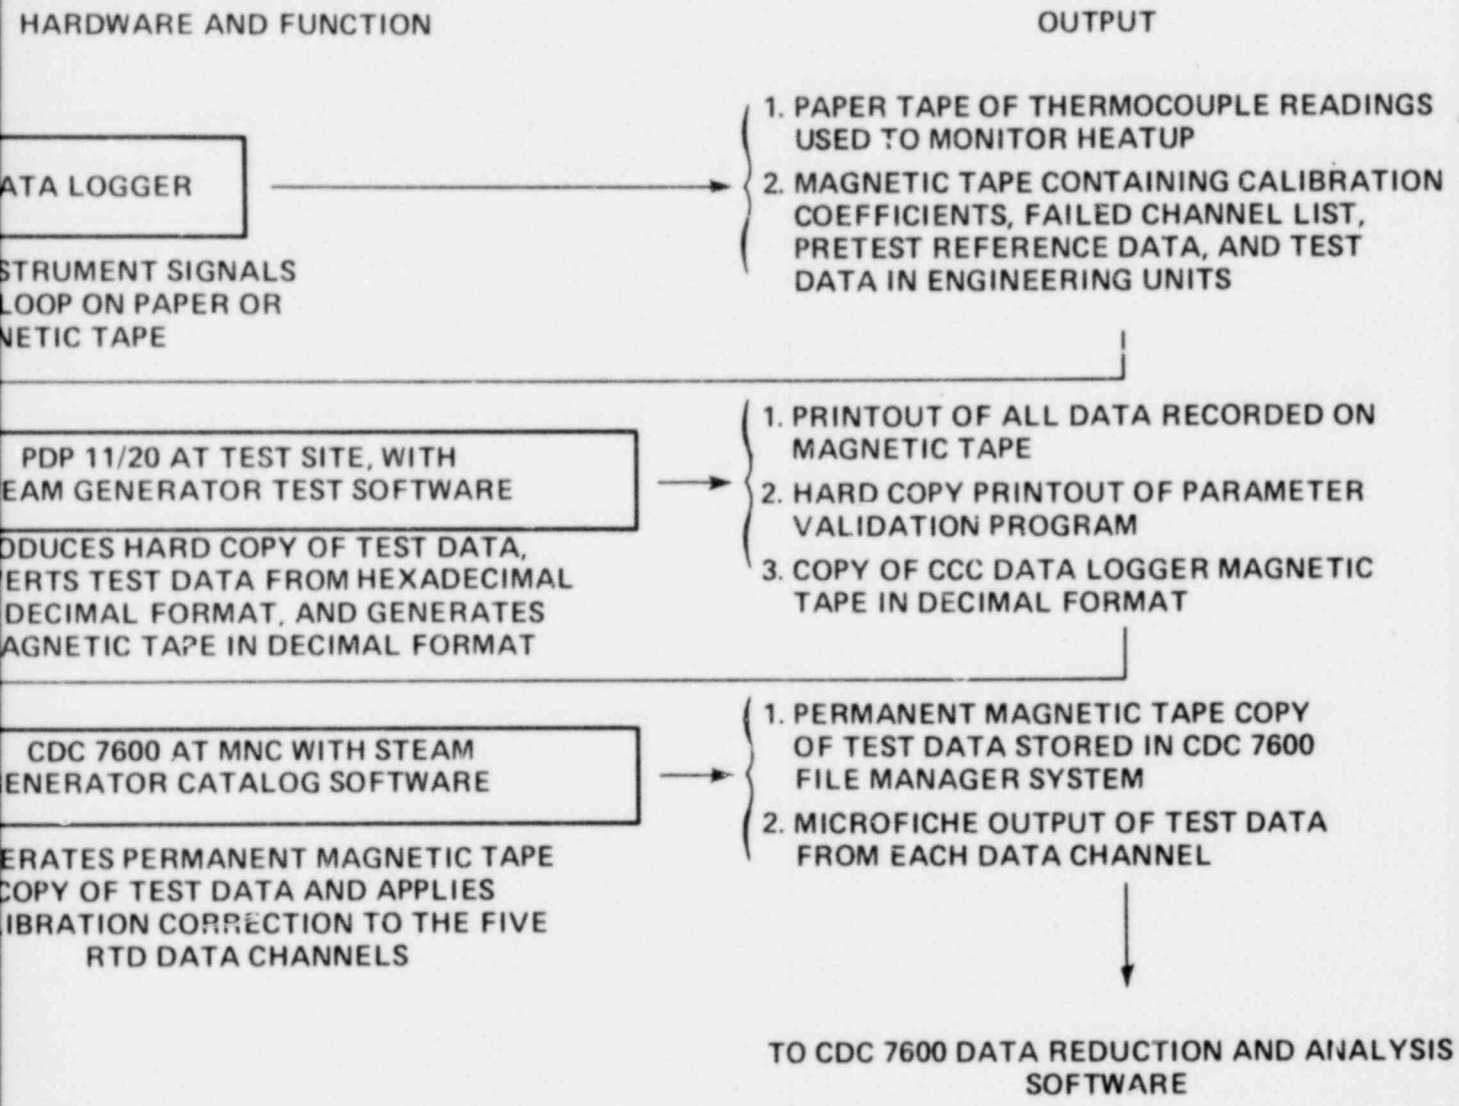 HARDWARE AND FUNCTION
OUTPUT
ATA LOGGER
STRUMENT SIGNALS
LOOP ON PAPER OR
NETIC TAPE
1. PAPER TAPE OF THERMOCOUPLE READINGS
USED TO MONITOR HEATUP
2. MAGNETIC TAPE CONTAINING CALIBRATION
COEFFICIENTS, FAILED CHANNEL LIST,
PRETEST REFERENCE DATA, AND TEST
DATA IN ENGINEERING UNITS
PDP 11/20 AT TEST SITE, WITH
EAM GENERATOR TEST SOFTWARE
ODUCES HARD COPY OF TEST DATA,
ERTS TEST DATA FROM HEXADECIMAL
DECIMAL FORMAT, AND GENERATES
AGNETIC TAPE IN DECIMAL FORMAT
1. PRINTOUT OF ALL DATA RECORDED ON
MAGNETIC TAPE
2. HARD COPY PRINTOUT OF PARAMETER
VALIDATION PROGRAM
3. COPY OF CCC DATA LOGGER MAGNETIC
TAPE IN DECIMAL FORMAT
CDC 7600 AT MNC WITH STEAM
ENERATOR CATALOG SOFTWARE
ERATES PERMANENT MAGNETIC TAPE
COPY OF TEST DATA AND APPLIES
IBRATION CORRECTION TO THE FIVE
RTD DATA CHANNELS
1. PERMANENT MAGNETIC TAPE COPY
OF TEST DATA STORED IN CDC 7600
FILE MANAGER SYSTEM
2. MICROFICHE OUTPUT OF TEST DATA
FROM EACH DATA CHANNEL
TO CDC 7600 DATA REDUCTION AND ANALYSIS
SOFTWARE